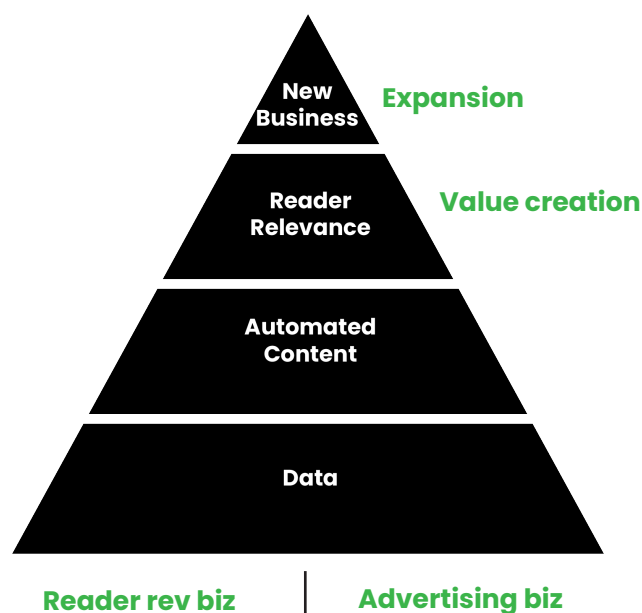 New
Business
Expansion
Reader
Relevance
Value creation
Automated
Content
Data
Reader rev biz
Advertising biz